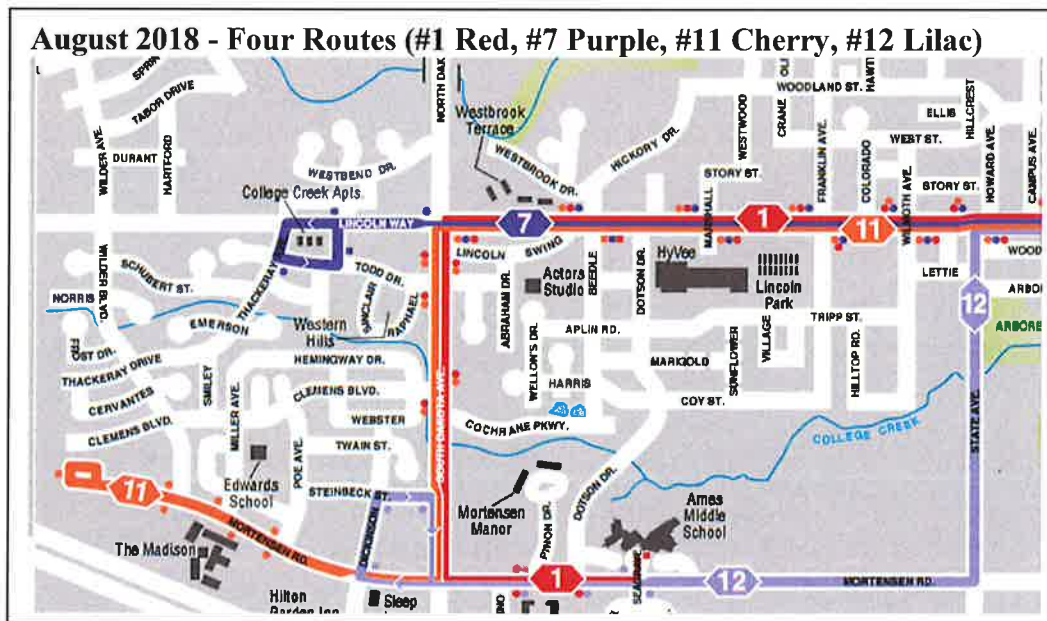 August 2018 - Four Routes (#1 Red, #7 Purple, #11 Cherry, #12 Lilac)
TABOR DRIVE
WILDER AVE.
DURANT
HARTFORD
WESTBEND DR.
College Creek Apts.
NORTH DAK
Westbrook
Terrace
WESTBROOK DR.
HICKORY DR.
WOODLAND ST.
WESTWOOD
CRANE
FRANKLIN AVE.
COLORADO
ELLIS
WEST ST.
HILLCREST
HOWARD AVE.
CAMPUS AVE.
STORY ST.
STORY ST.
MARSHALL
WILMOTH AVE.
LINCOLN WAY
7
1
11
LINCOLN
SWING
WOOD
WILDER BLVD.
SCHUBERT ST.
THACKERAY
TODD DR.
SINCLAIR
RAPHAEL
ABRAHAM DR.
Actors
Studio
BEEDLE
DOTSON DR.
HyVee
Lincoln
Park
LETTIE
12
ARBO
NORRIS
EMERSON
Western
Hills
APLIN RD.
TRIPP ST.
ARBORE
THACKERAY DRIVE
HEMINGWAY DR.
WELLON'S DR.
MARIGOLD
SUNFLOWER
VILLAGE
HILLTOP RD.
CERVANTES
SMILEY
MILLER AVE.
CLEMENS BLVD.
HARRIS
COY ST.
CLEMENS BLVD.
WEBSTER
COCHRANE PKWY.
COLLEGE CREEK
STATE AVE.
TWAIN ST.
SOUTH DAKOTA AVE.
POE AVE.
Edwards
School
11
STEINBECK ST.
DICKINSON
Mortensen
Manor
PINON DR.
DOTSON DR.
Ames
Middle
School
The Madison
MORTENSEN RD.
1
12
MORTENSEN RD.
Hilton
Garden Inn
Sleep